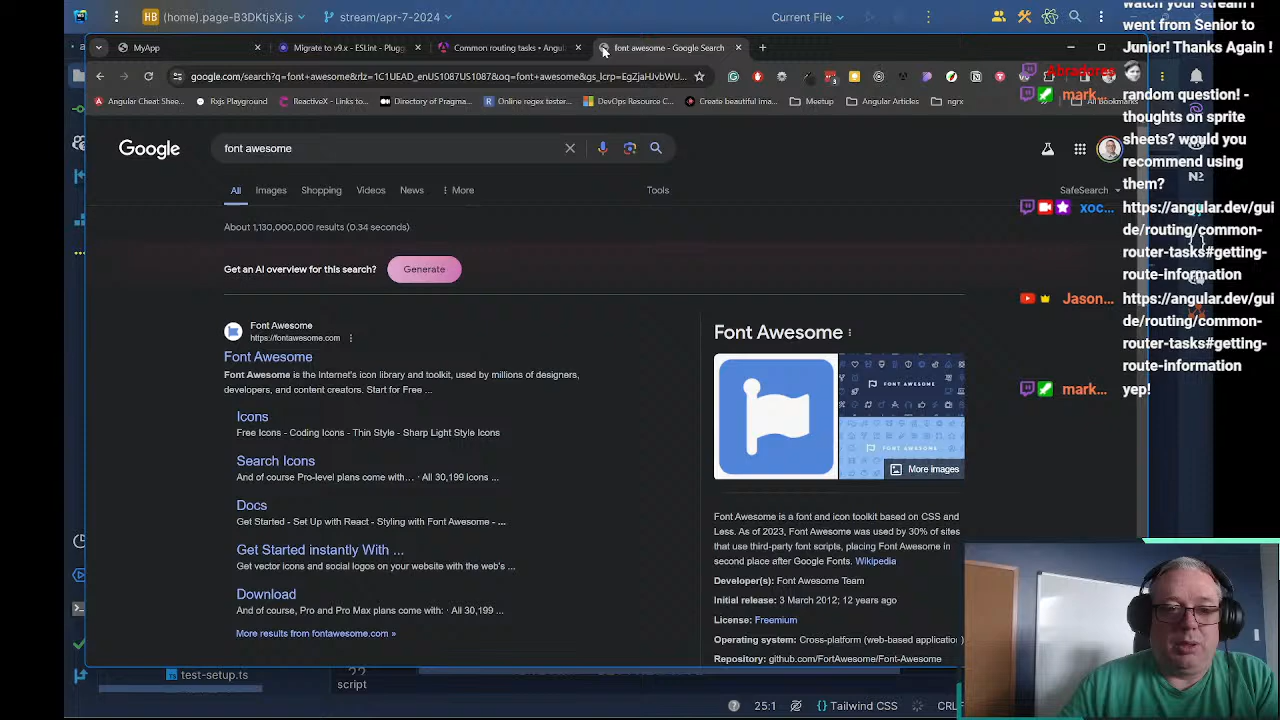 HB (home).page-B3DKtjsX.js
stream/apr-7-2024
Current File
MyApp
Migrate to v9.x - ESLint - Plugg
Common routing tasks • Angul
font awesome - Google Search
google.com/search?q=font+awesome&rlz=1C1UEAD_enUS1087US1087&oq=font+awesome&gs_lcrp=EgZjaHJvbWU...
Angular Cheat Shee...
Rxjs Playground
ReactiveX - Links to...
Directory of Pragma...
Online regex tester...
DevOps Resource C...
Create beautiful ima...
Meetup
Angular Articles
ngrx
All Bookmarks
Google
font awesome
All
Images
Shopping
Videos
News
More
Tools
SafeSearch
About 1,130,000,000 results (0.34 seconds)
Get an AI overview for this search?
Generate
Font Awesome
https://fontawesome.com
Font Awesome
Font Awesome is the Internet's icon library and toolkit, used by millions of designers,
developers, and content creators. Start for Free ...
Icons
Free Icons - Coding Icons - Thin Style - Sharp Light Style Icons
Search Icons
And of course Pro-level plans come with... · All 30,199 icons ...
Docs
Get Started - Set Up with React - Styling with Font Awesome - ...
Get Started instantly With ...
Get vector icons and social logos on your website with the web's ...
Download
And of course, Pro and Pro Max plans come with: · All 30,199 ...
More results from fontawesome.com »
Font Awesome
FONT AWESOME
FONT AWESOME
More images
Font Awesome is a font and icon toolkit based on CSS and
Less. As of 2023, Font Awesome was used by 30% of sites
that use third-party font scripts, placing Font Awesome in
second place after Google Fonts. Wikipedia
Developer(s): Font Awesome Team
Initial release: 3 March 2012; 12 years ago
License: Freemium
Operating system: Cross-platform (web-based applicatio
Repository: github.com/FortAwesome/Font-Awesome
watch your stream I
went from Senior to
Junior! Thanks Again !
Abradores
mark...
random question! -
thoughts on sprite
sheets? would you
recommend using
them?
xoc...
https://angular.dev/gui
de/routing/common-
router-tasks#getting-
route-information
Jason...
https://angular.dev/gui
de/routing/common-
router-tasks#getting-
route-information
mark...
yep!
test-setup.ts
script
25:1
Tailwind CSS